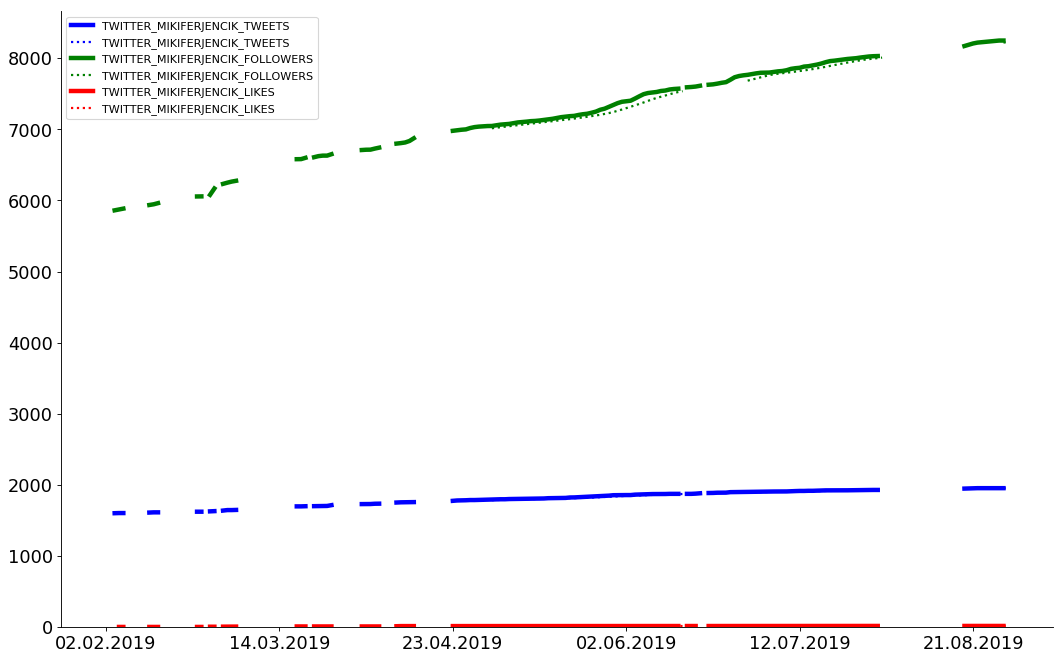 TWITTER_MIKIFERJENCIK_TWEETS
TWITTER_MIKIFERJENCIK_TWEETS
TWITTER_MIKIFERJENCIK_FOLLOWERS
TWITTER_MIKIFERJENCIK_FOLLOWERS
TWITTER_MIKIFERJENCIK_LIKES
TWITTER_MIKIFERJENCIK_LIKES
8000
7000
6000
5000
4000
3000
2000
1000
0
02.02.2019 14.03.2019 23.04.2019 02.06.2019 12.07.2019 21.08.2019